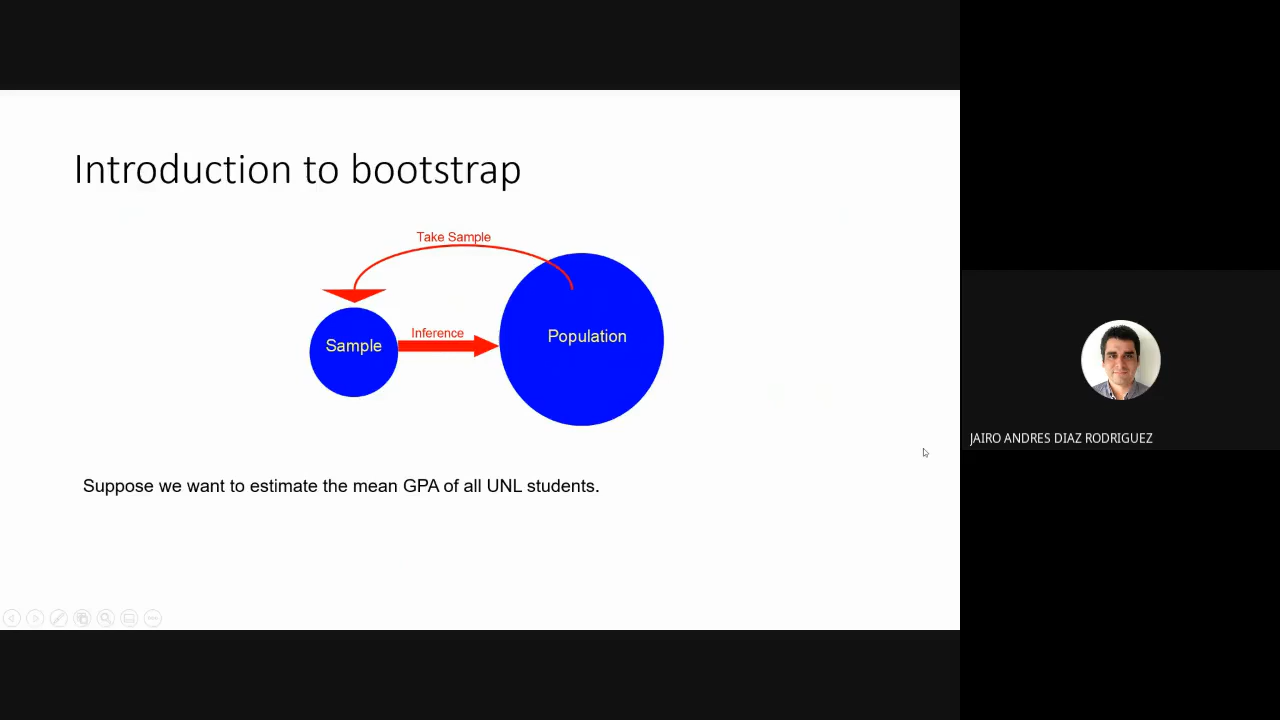 Introduction to bootstrap
Take Sample
Inference
Sample
Population
Suppose we want to estimate the mean GPA of all UNL students.
JAIRO ANDRES DIAZ RODRIGUEZ